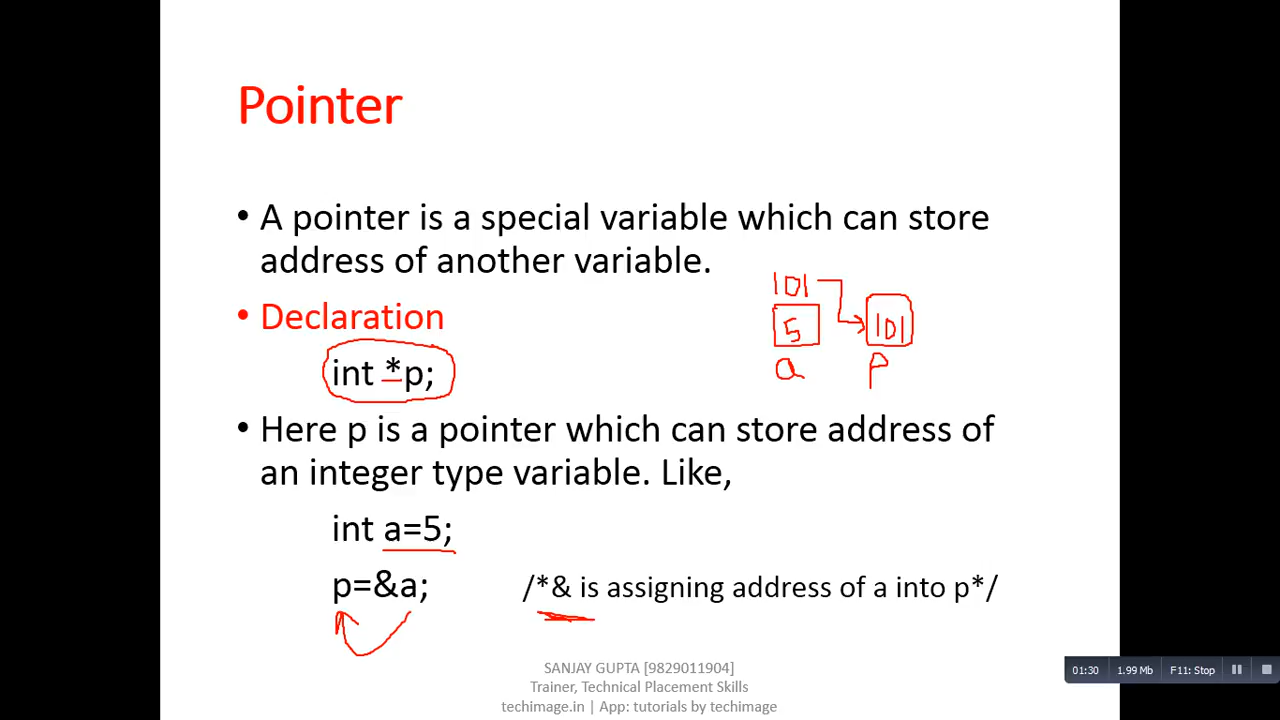 Pointer
• A pointer is a special variable which can store
address of another variable.
• Declaration
int *p;
101
5
101
a
P
• Here p is a pointer which can store address of
an integer type variable. Like,
int a=5;
p=&a;
/*& is assigning address of a into p*/
SANJAY GUPTA [9829011904]
Trainer, Technical Placement Skills
techimage.in | App: tutorials by techimage
01:30 1.99 Mb F11: Stop